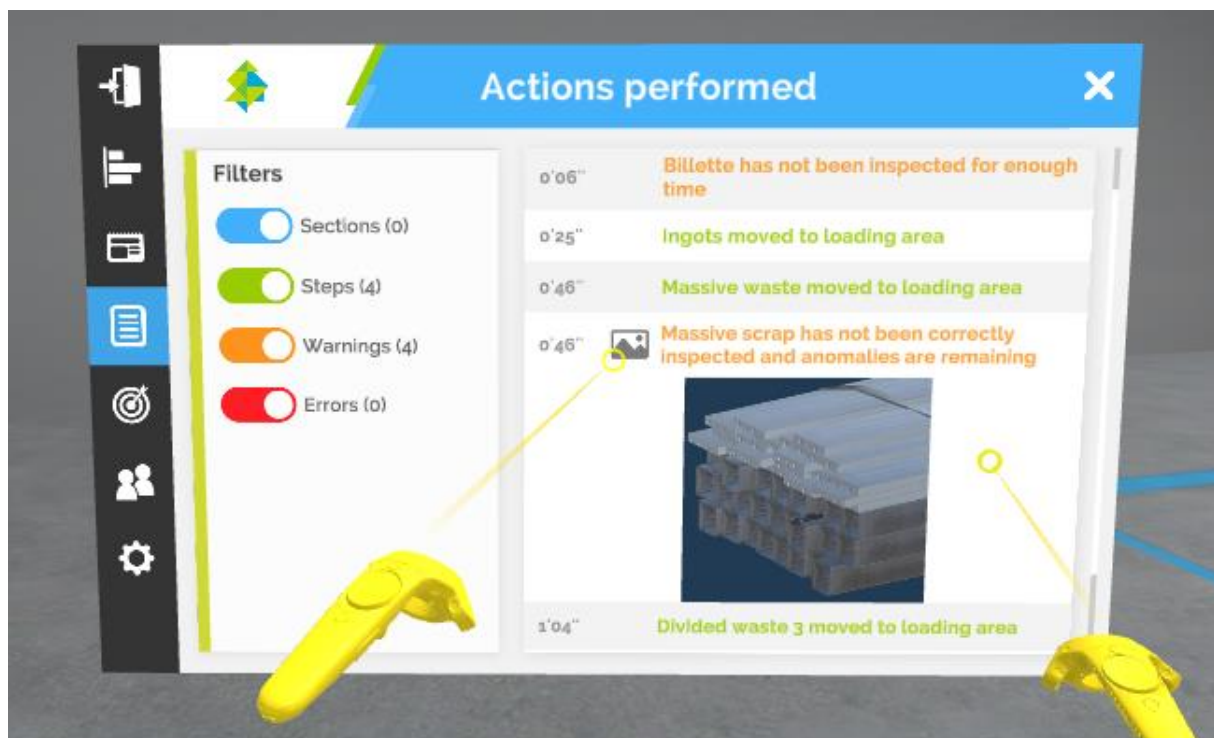 Actions performed
Filters
Sections (0)
Steps (4)
Warnings (4)
Errors (0)
0'06''
Billette has not been inspected for enough
time
0'25''
Ingots moved to loading area
0'46''
Massive waste moved to loading area
0'46''
Massive scrap has not been correctly
inspected and anomalies are remaining
1'04''
Divided waste 3 moved to loading area